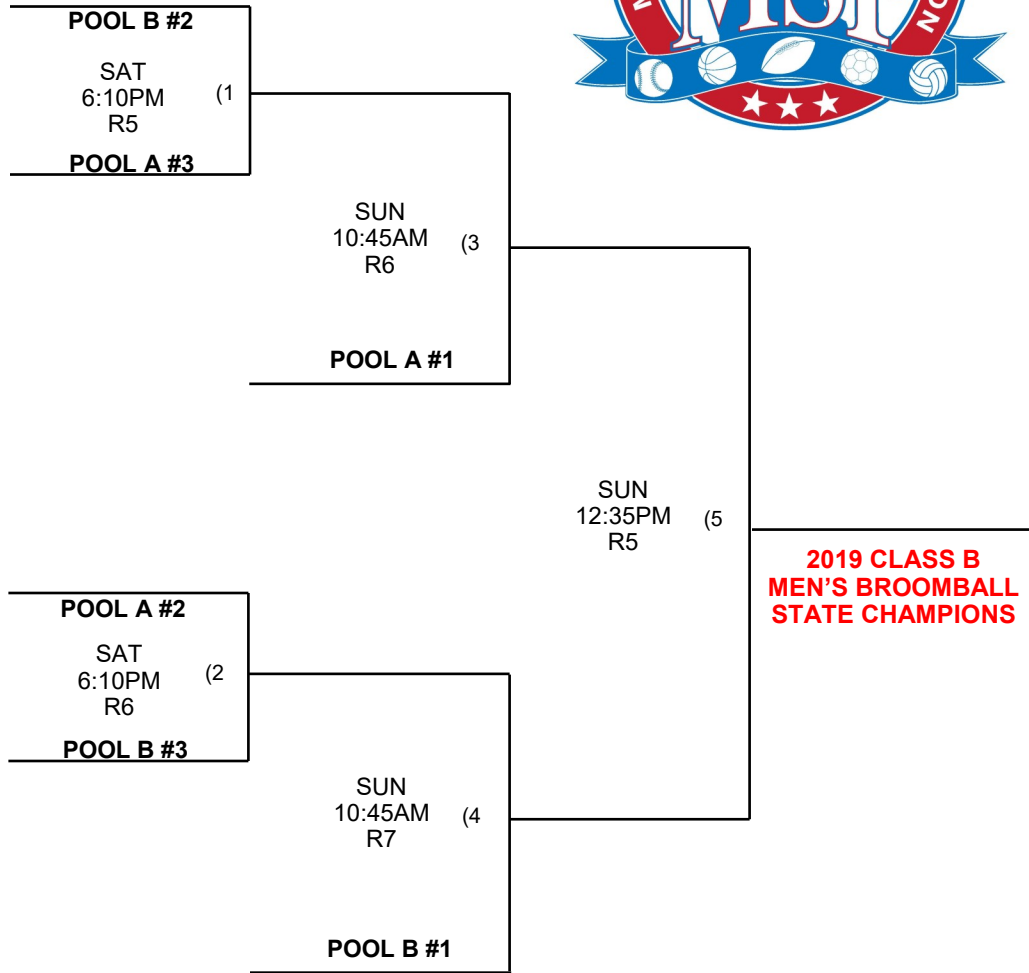 POOL B #2
SAT
6:10PM (1
R5
POOL A #3
SUN
10:45AM (3
R6
POOL A #1
SUN
12:35PM (5
R5
2019 CLASS B
MEN'S BROOMBALL
STATE CHAMPIONS
POOL A #2
SAT
6:10PM (2
R6
POOL B #3
SUN
10:45AM (4
R7
POOL B #1